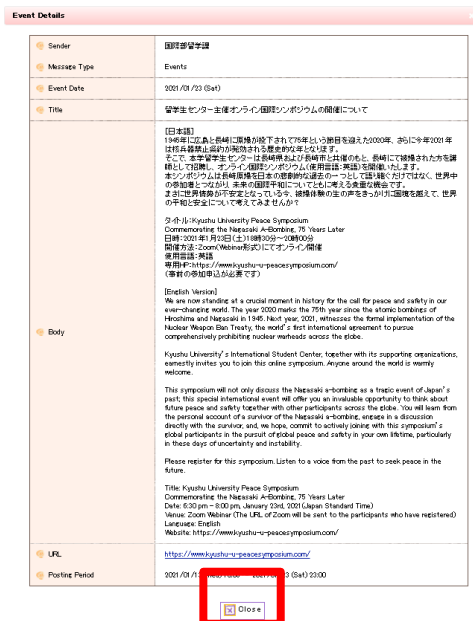 Event Details
Sender
国際部留学課
Message Type
Events
Event Date
2021/01/23 (Sat)
Title
留学生センター主催オンライン国際シンポジウムの開催について
Body
[日本語]
1945年に広島と長崎に原爆が投下されて75年という節目を迎えた2020年、さらに今年2021年
は核兵器禁止条約が発効される歴史的な年となります。
そこで、本学留学生センターは長崎県および長崎市と共催のもと、長崎にて被爆された方を講
師として招聘し、オンライン国際シンポジウム(使用言語:英語)を開催いたします。
本シンポジウムは長崎原爆を日本の悲劇的な過去の一つとして語り継ぐだけではなく、世界中
の参加者とつながり、未来の国際平和についてともに考える貴重な機会です。
まさに世界情勢が不安定となっている今、被爆体験の生の声をきっかけに国境を越えて、世界
の平和と安全について考えてみませんか?
タイトル:Kyushu University Peace Symposium
Commemorating the Nagasaki A-Bombing, 75 Years Later
日時:2021年1月23日(土)18時30分~20時00分
開催方法:Zoom(Webinar形式)にてオンライン開催
使用言語:英語
専用HP:https://www.kyushu-u-peacesymposium.com/
(事前の参加申込が必要です)
[English Version]
We are now standing at a crucial moment in history for the call for peace and safety in our
ever-changing world. The year 2020 marks the 75th year since the atomic bombings of
Hiroshima and Nagasaki in 1945. Next year, 2021, witnesses the formal implementation of the
Nuclear Weapon Ban Treaty, the world's first international agreement to pursue
comprehensively prohibiting nuclear warheads across the globe.
Kyushu University's International Student Center, together with its supporting organizations,
earnestly invites you to join this online symposium. Anyone around the world is warmly
welcome.
This symposium will not only discuss the Nagasaki a-bombing as a tragic event of Japan's
past; this special international event will offer you an invaluable opportunity to think about
future peace and safety together with other participants across the globe. You will learn from
the personal account of a survivor of the Nagasaki a-bombing, engage in a discussion
directly with the survivor, and, we hope, commit to actively joining with this symposium's
global participants in the pursuit of global peace and safety in your own lifetime, particularly
in these days of uncertainty and instability.
Please register for this symposium. Listen to a voice from the past to seek peace in the
future.
Title: Kyushu University Peace Symposium
Commemorating the Nagasaki A-Bombing, 75 Years Later
Date: 6:30 pm - 8:00 pm, January 23rd, 2021(Japan Standard Time)
Venue: Zoom Webinar (The URL of Zoom will be sent to the participants who have registered)
Language: English
Website: https://www.kyushu-u-peacesymposium.com/
URL
https://www.kyushu-u-peacesymposium.com/
Posting Period
2021/01/1 3 (Sat) 23:00
Close